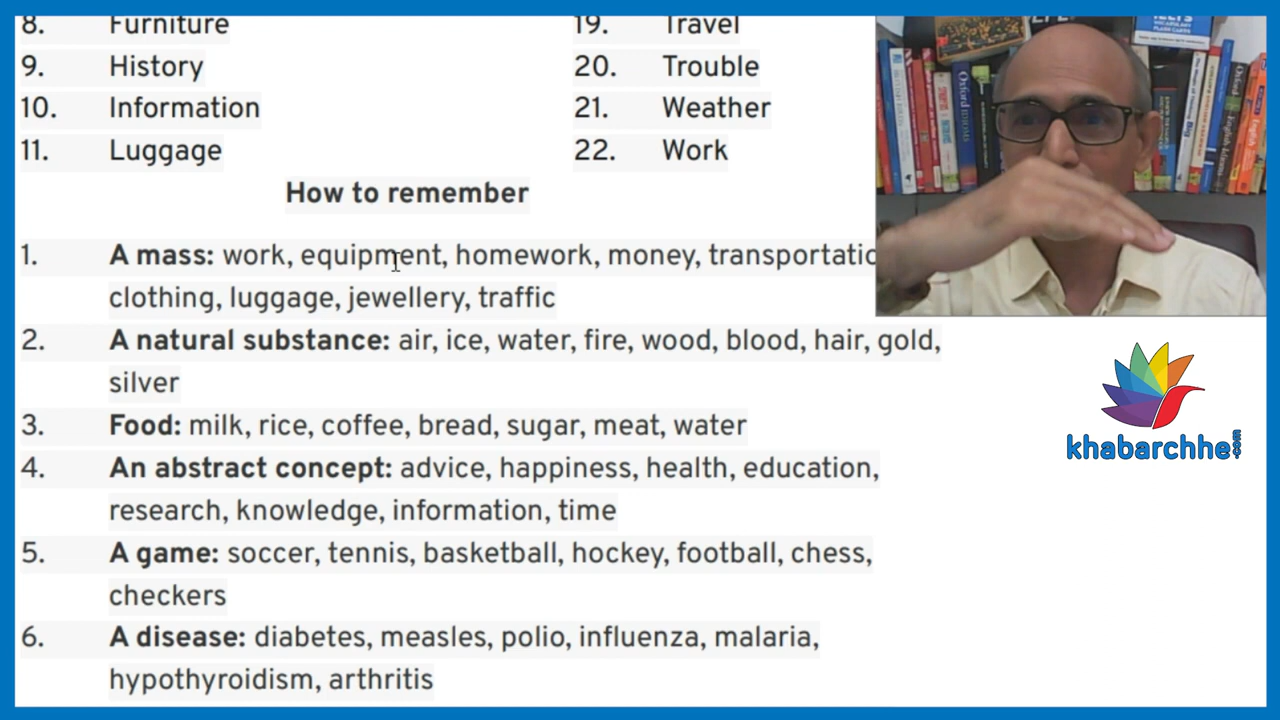 8. Furniture 19. Travel
9. History 20. Trouble
10. Information 21. Weather
11. Luggage 22. Work
How to remember
1. A mass: work, equipment, homework, money,
clothing, luggage, jewellery, traffic
2. A natural substance: air, ice, water, fire, wood, blood, hair, gold,
silver
3. Food: milk, rice, coffee, bread, sugar, meat, water
4. An abstract concept: advice, happiness, health, education,
research, knowledge, information, time
5. A game: soccer, tennis, basketball, hockey, football, chess,
checkers
6. A disease: diabetes, measles, polio, influenza, malaria,
hypothyroidism, arthritis
IELTS
Oxford IDIOMS
khabarchhe.com